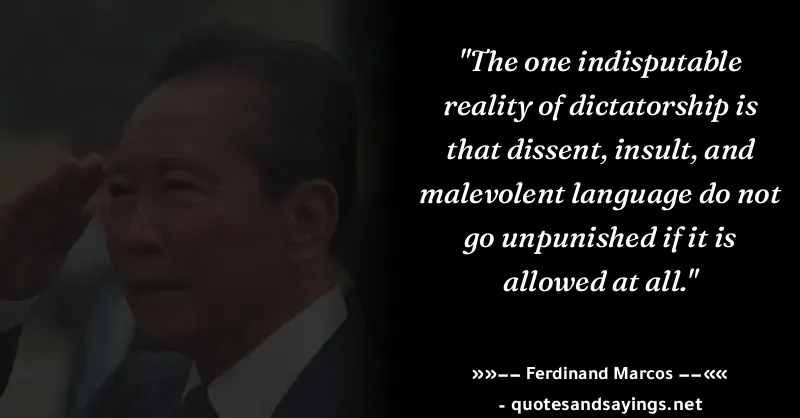 "The one indisputable
reality of dictatorship is
that dissent, insult, and
malevolent language do not
go unpunished if it is
allowed at all."
»»–– Ferdinand Marcos ––««
- quotesandsayings.net